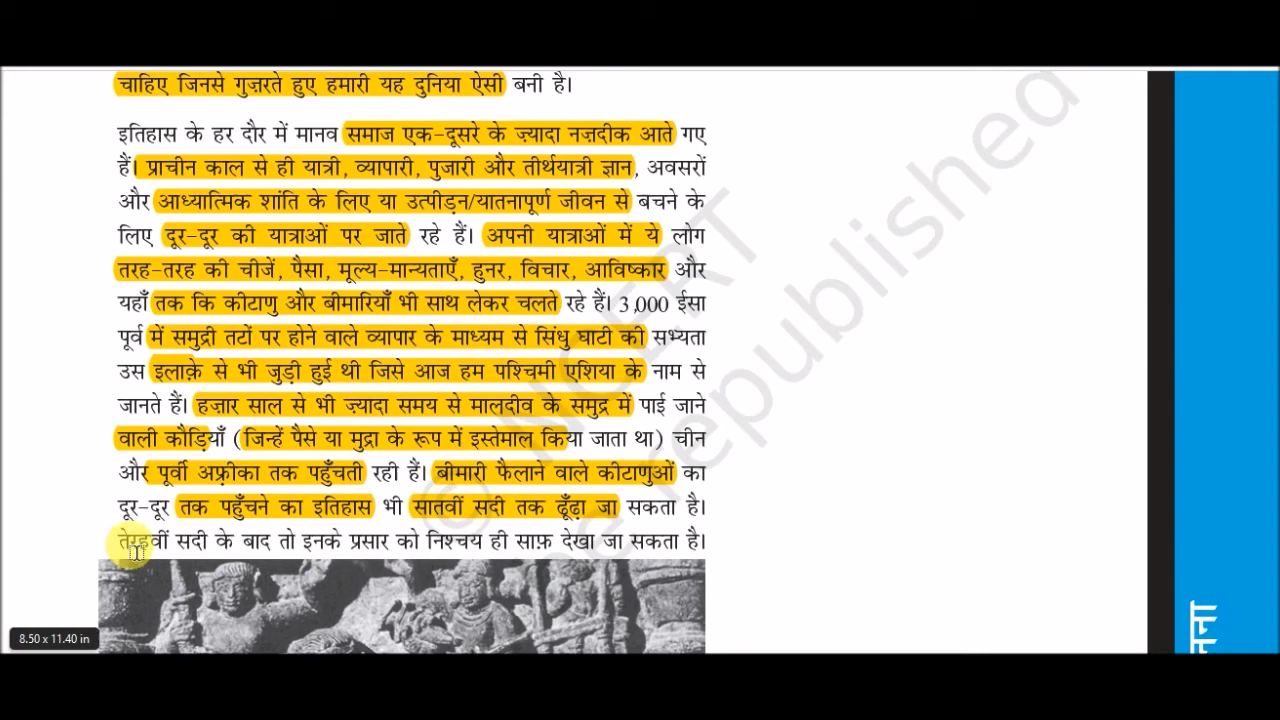 चाहिए जिनसे गुज़रते हुए हमारी यह दुनिया ऐसी बनी है।
इतिहास के हर दौर में मानव समाज एक-दूसरे के ज़्यादा नज़दीक आते गए
हैं। प्राचीन काल से ही यात्री, व्यापारी, पुजारी और तीर्थयात्री ज्ञान, अवसरों
और आध्यात्मिक शांति के लिए या उत्पीड़न/यातनापूर्ण जीवन से बचने के
लिए दूर-दूर की यात्राओं पर जाते रहे हैं। अपनी यात्राओं में ये लोग
तरह-तरह की चीजें, पैसा, मूल्य-मान्यताएँ, हुनर, विचार, आविष्कार और
यहाँ तक कि कीटाणु और बीमारियाँ भी साथ लेकर चलते रहे हैं। 3,000 ईसा
पूर्व में समुद्री तटों पर होने वाले व्यापार के माध्यम से सिंधु घाटी की सभ्यता
उस इलाक़े से भी जुड़ी हुई थी जिसे आज हम पश्चिमी एशिया के नाम से
जानते हैं। हज़ार साल से भी ज़्यादा समय से मालदीव के समुद्र में पाई जाने
वाली कौड़ियाँ (जिन्हें पैसे या मुद्रा के रूप में इस्तेमाल किया जाता था) चीन
और पूर्वी अफ़्रीका तक पहुँचती रही हैं। बीमारी फैलाने वाले कीटाणुओं का
दूर-दूर तक पहुँचने का इतिहास भी सातवीं सदी तक ढूँढ़ा जा सकता है।
तेरहवीं सदी के बाद तो इनके प्रसार को निश्चय ही साफ़ देखा जा सकता है।
© NCERT
be republished
8.50 x 11.40 in